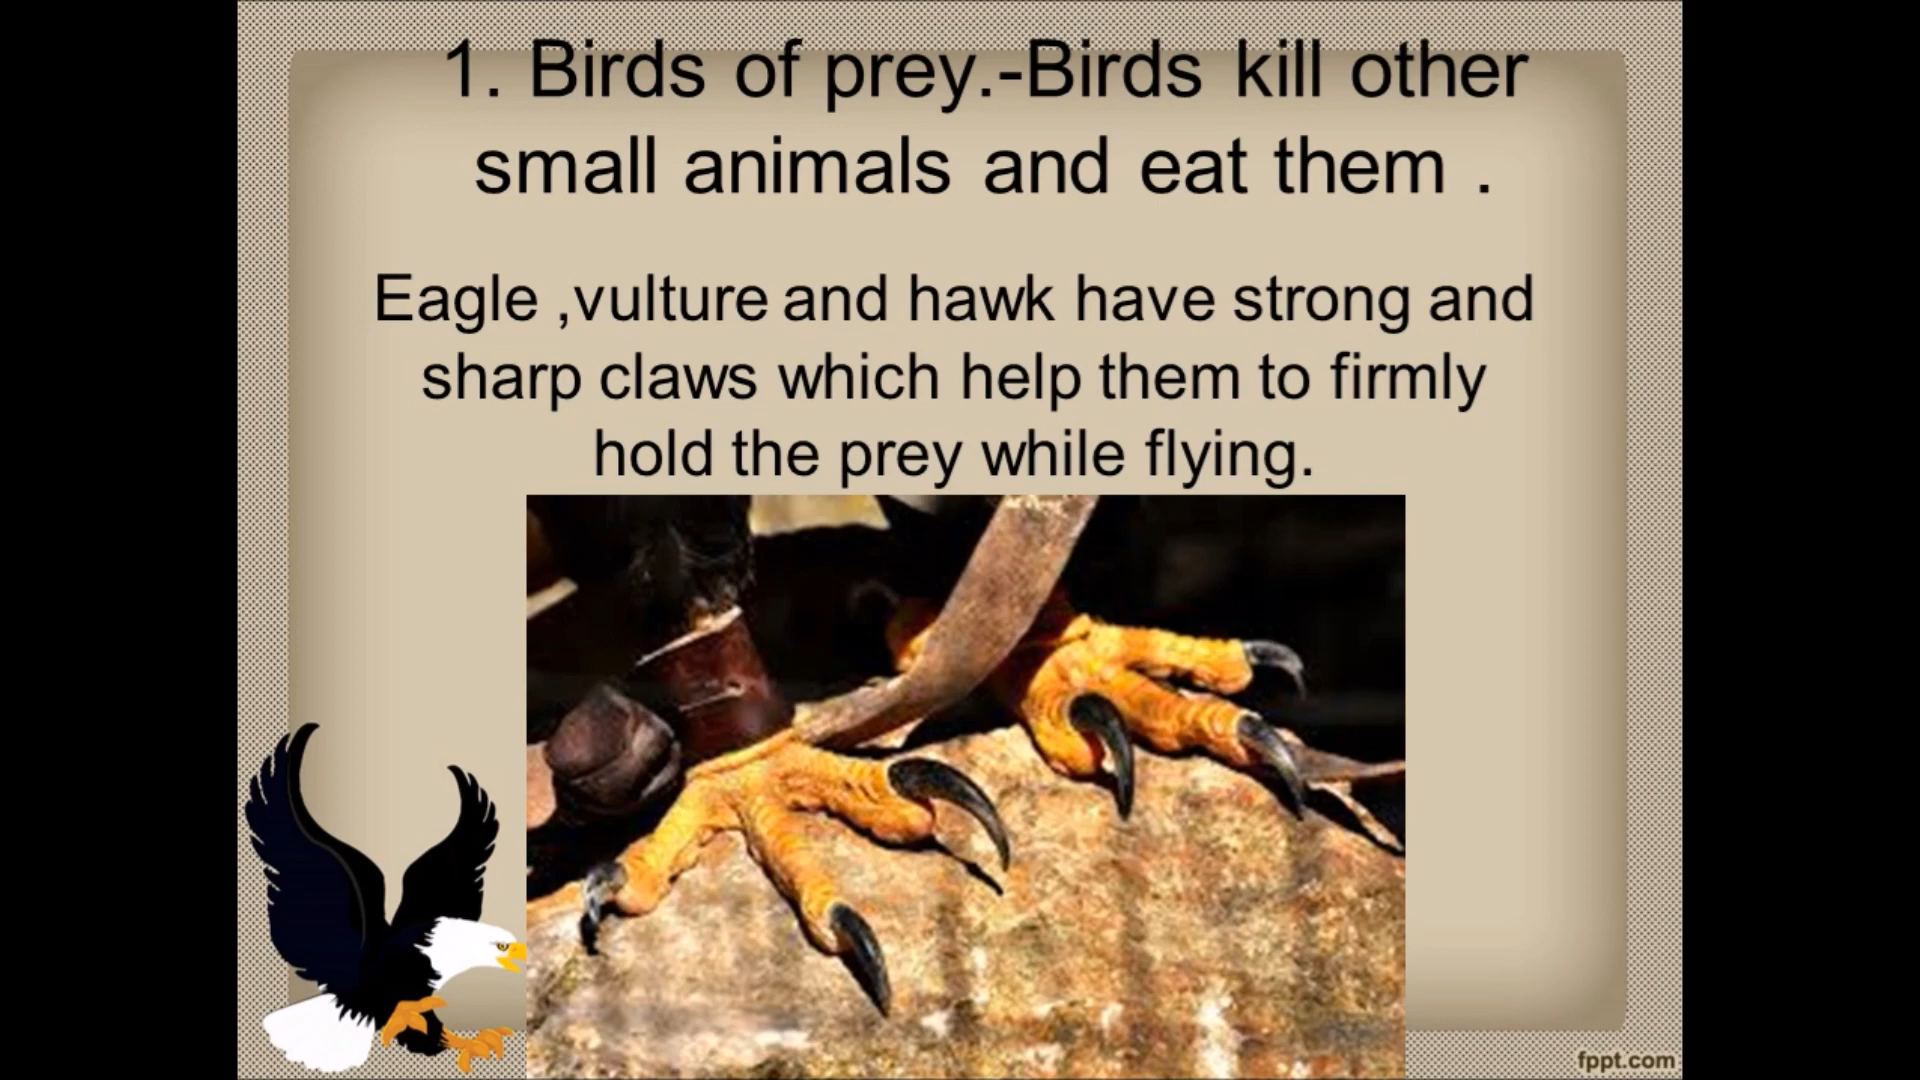 1. Birds of prey.-Birds kill other
small animals and eat them .
Eagle ,vulture and hawk have strong and
sharp claws which help them to firmly
hold the prey while flying.
fppt.com